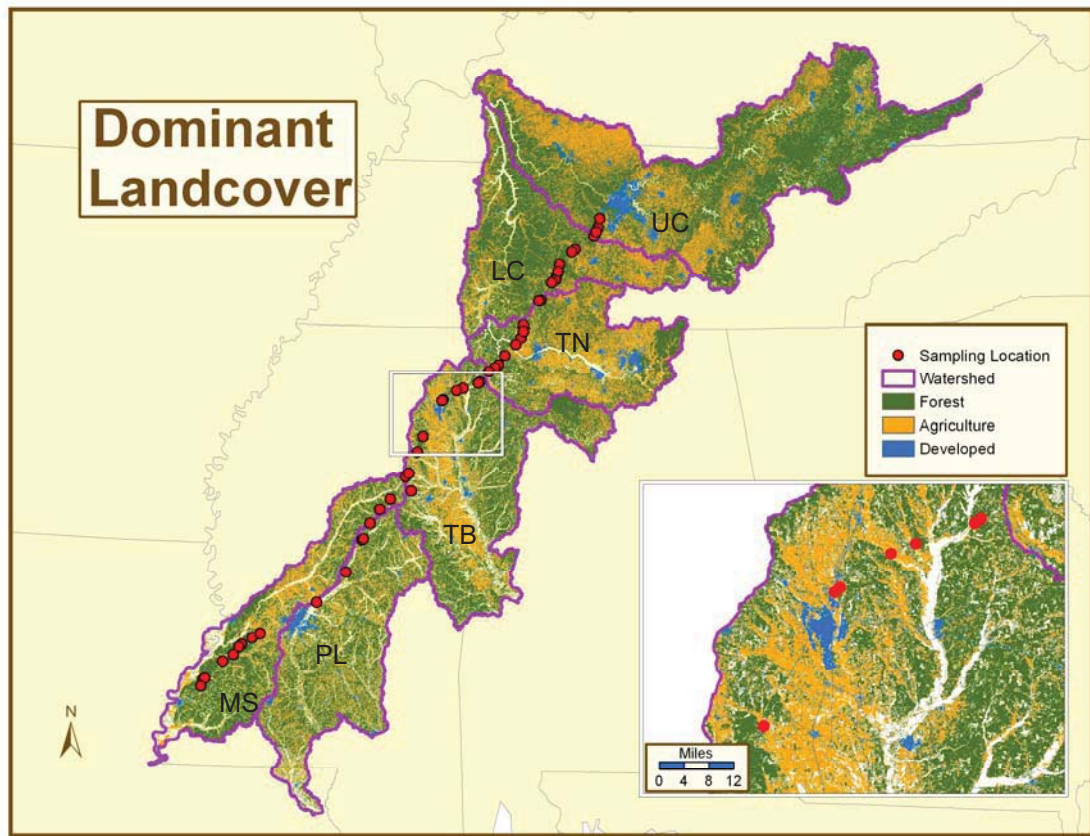 Dominant
Landcover
UC
LC
TN
TB
PL
MS
N
Sampling Location
Watershed
Forest
Agriculture
Developed
Miles
0 4 8 12